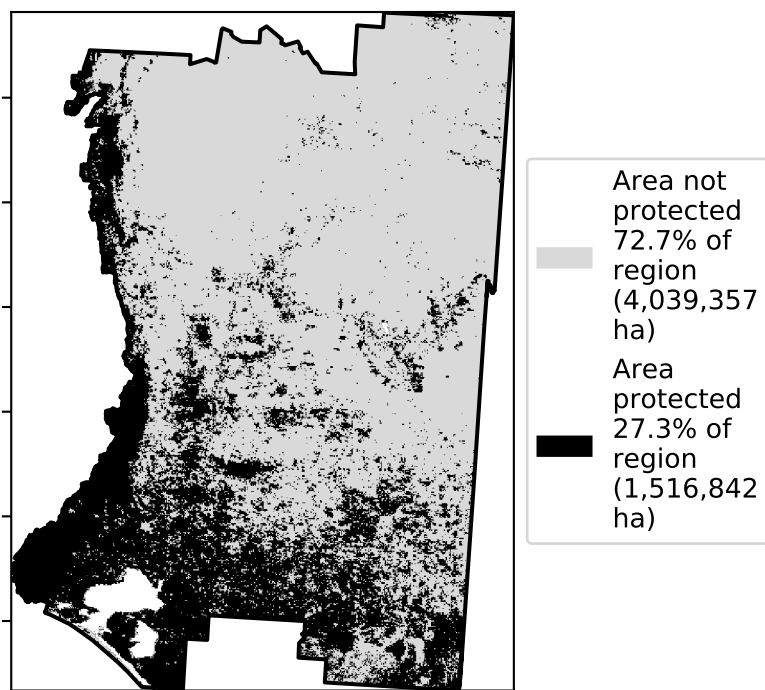 Area not
protected
72.7% of
region
(4,039,357
ha)
Area
protected
27.3% of
region
(1,516,842
ha)